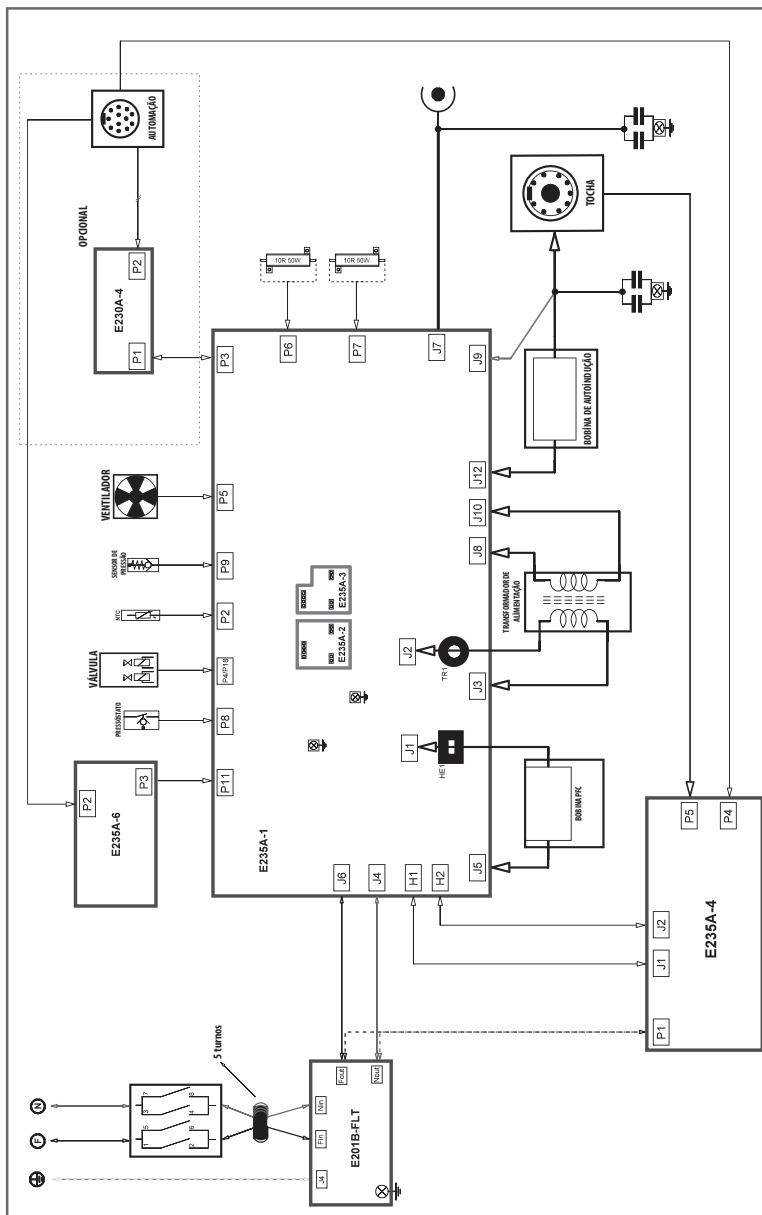 AUTOMAÇÃO
OPCIONAL
P2
E230A-4
P1
10R 50W
10R 50W
TOCHA
P3
P6
P7
J7
J9
BOBINA DE AUTOINDUÇÃO
VENTILADOR
P5
J12
J10
J8
SENSOR DE
PRESSÃO
P9
NTC
P2
VÁLVULA
P4/P18
PRESSÓSTATO
P8
P11
E235A-3
E235A-2
TRANSFORMADOR DE
ALIMENTAÇÃO
J2
TR1
J3
J1
HE1
BOBINA PFC
J5
P2
P3
E235A-6
E235A-1
J6
J4
H1
H2
P5
P4
J2
J1
P1
E235A-4
5 turnos
N
F
7
8
3
4
5
6
1
2
Fout
Nout
Nin
Fin
J4
E201B-FLT